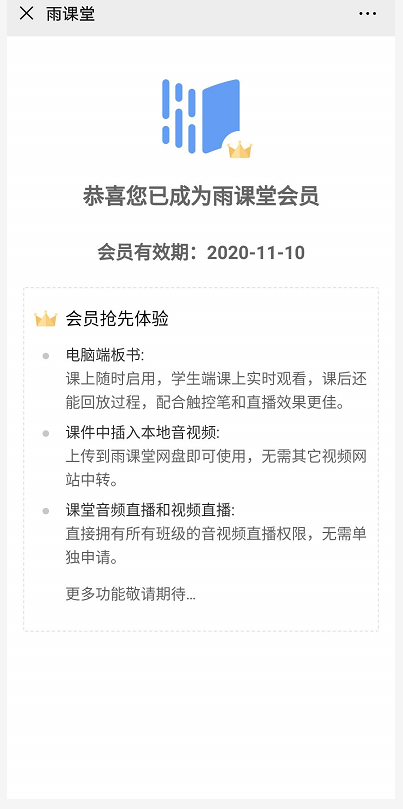 雨课堂
恭喜您已成为雨课堂会员
会员有效期：2020-11-10
会员抢先体验
电脑端板书:
课上随时启用，学生端课上实时观看，课后还
能回放过程，配合触控笔和直播效果更佳。
课件中插入本地音视频:
上传到雨课堂网盘即可使用，无需其它视频网
站中转。
课堂音频直播和视频直播:
直接拥有所有班级的音视频直播权限，无需单
独申请。
更多功能敬请期待...